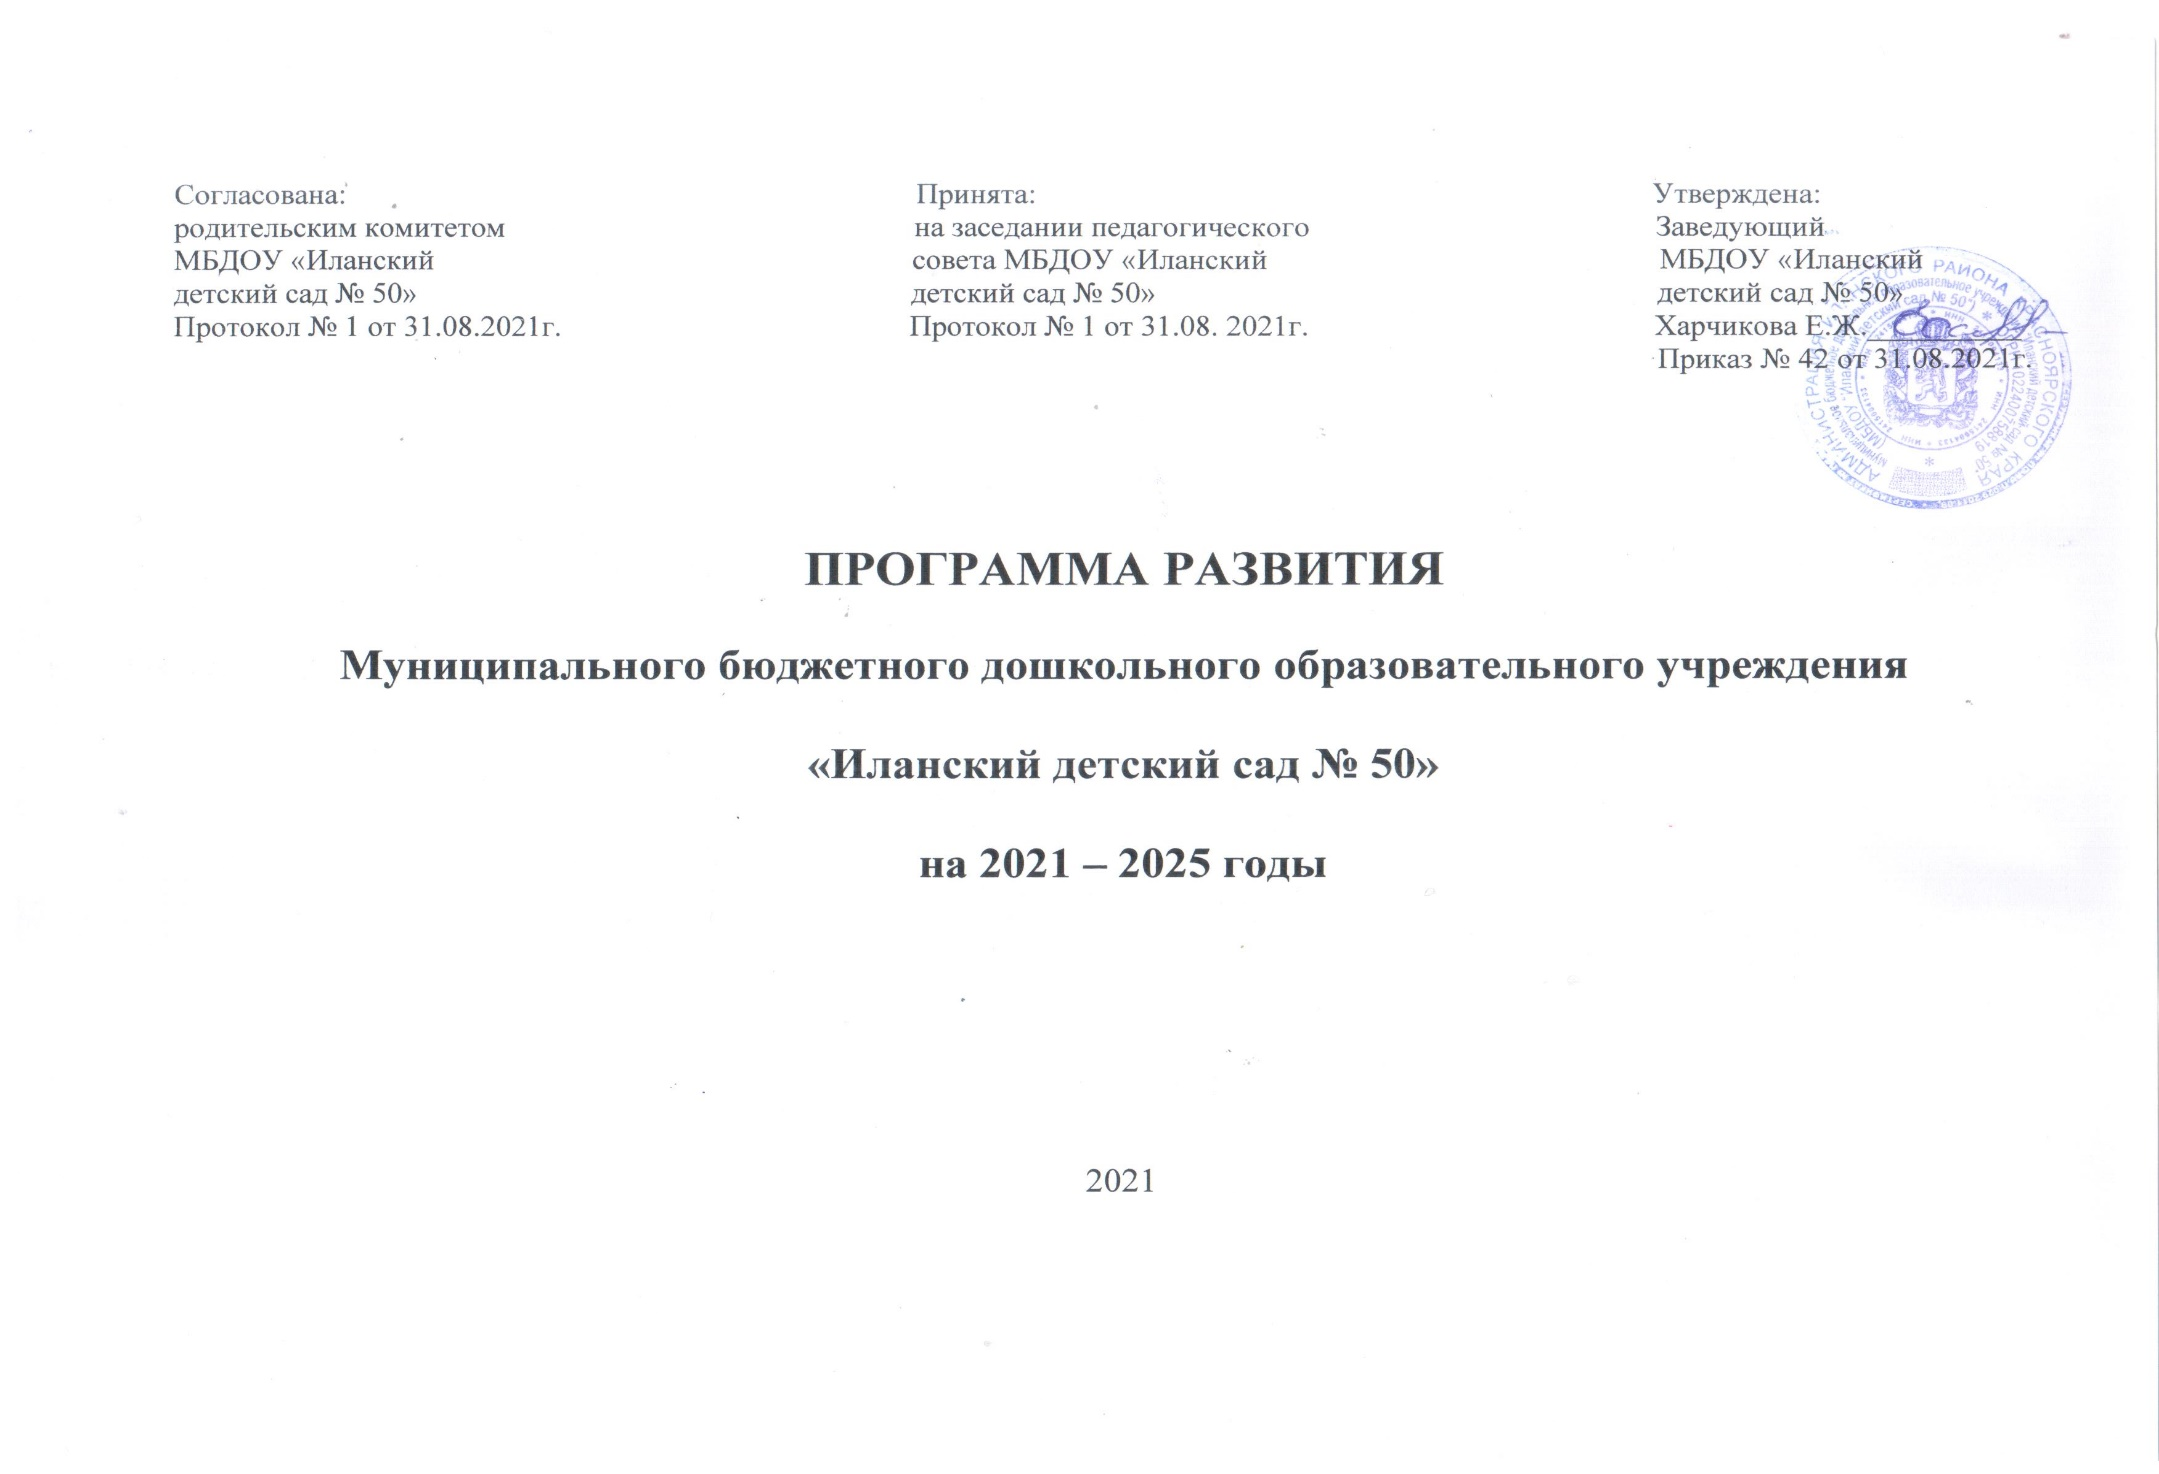 Согласована:
родительским комитетом
МБДОУ «Иланский
детский сад № 50»
Протокол № 1 от 31.08.2021г.
Принята:
на заседании педагогического
совета МБДОУ «Иланский
детский сад № 50»
Протокол № 1 от 31.08. 2021г.
Утверждена:
Заведующий
МБДОУ «Иланский
детский сад № 50»
Харчикова Е.Ж.
Приказ № 42 от 31.08.2021г.
РАЙОНА КРАСНОЯРСКОГО КРАЯ
ПРОГРАММА РАЗВИТИЯ
Муниципального бюджетного дошкольного образовательного учреждения
«Иланский детский сад № 50»
на 2021 – 2025 годы
2021